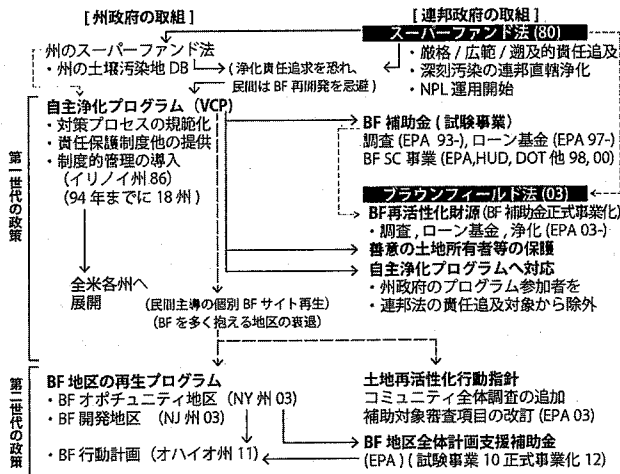 [ 州政府の取組 ]
[ 連邦政府の取組 ]
スーパーファンド法 (80)
州のスーパーファンド法
・州の土壌汚染地 DB
( 浄化責任追求を恐れ、
民間は BF 再開発を忌避 )
・厳格 / 広範 / 遡及的責任追及
・深刻汚染の連邦直轄浄化
・NPL 運用開始
第一世代の政策
自主浄化プログラム (VCP)
・対策プロセスの規範化
・責任保護制度他の提供
・制度的管理の導入
(イリノイ州 86)
(94 年までに 18 州)
全米各州へ
展開
BF 補助金 ( 試験事業)
調査 (EPA 93-), ローン基金 (EPA 97-)
BF SC 事業 (EPA,HUD, DOT 他 98, 00)
ブラウンフィールド法 (03)
BF再活性化財源 (BF 補助金正式事業化)
・調査 , ローン基金 , 浄化 (EPA 03-)
善意の土地所有者等の保護
自主浄化プログラムへ対応
・州政府のプログラム参加者を
・連邦法の責任追及対象から除外
(民間主導の個別 BF サイト再生)
(BF を多く抱える地区の衰退)
第二世代の政策
BF 地区の再生プログラム
・BF オポチュニティ地区 (NY 州 03)
・BF 開発地区 (NJ 州 03)
・BF 行動計画 (オハイオ州 11)
土地再活性化行動指針
コミュニティ全体調査の追加
補助対象審査項目の改訂 (EPA 03)
BF 地区全体計画支援補助金
(EPA) ( 試験事業 10 正式事業化 12)